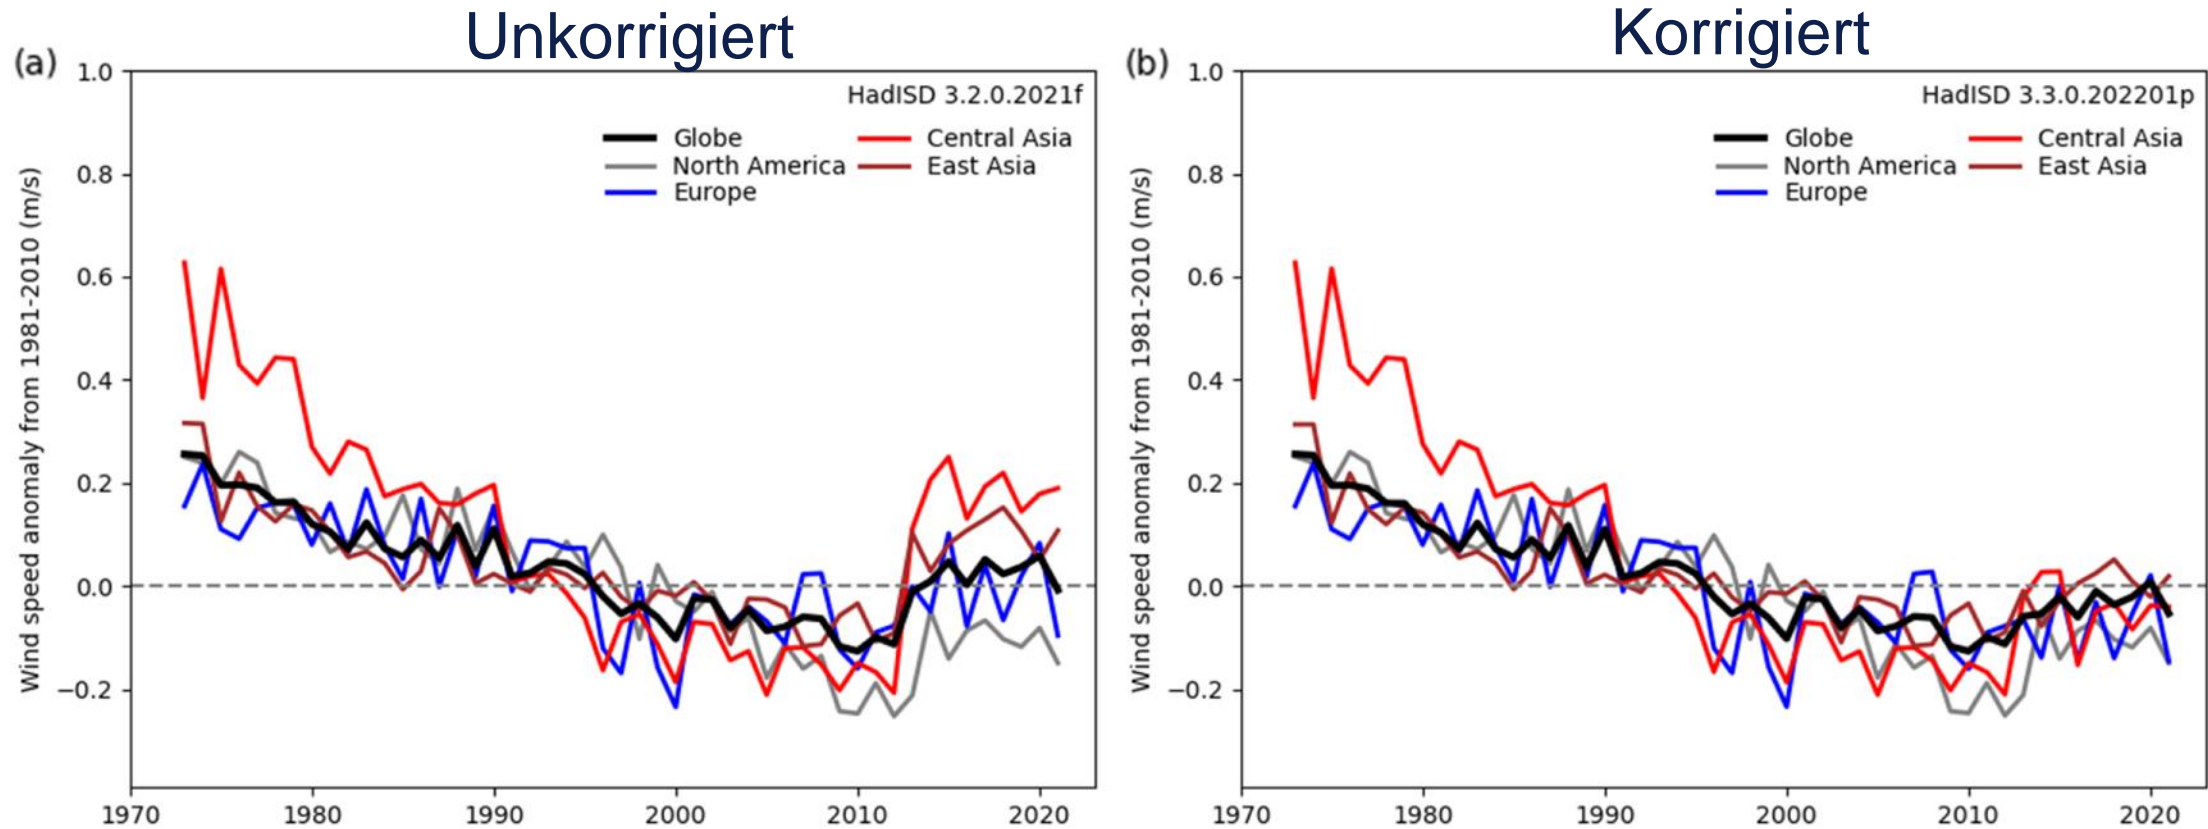 Unkorrigiert
(a)
HadISD 3.2.0.2021f
Globe
North America
Europe
Central Asia
East Asia
Wind speed anomaly from 1981-2010 (m/s)
1.0
0.8
0.6
0.4
0.2
0.0
−0.2
1970 1980 1990 2000 2010 2020
Korrigiert
(b)
HadISD 3.3.0.202201p
Globe
North America
Europe
Central Asia
East Asia
Wind speed anomaly from 1981-2010 (m/s)
1.0
0.8
0.6
0.4
0.2
0.0
−0.2
1970 1980 1990 2000 2010 2020